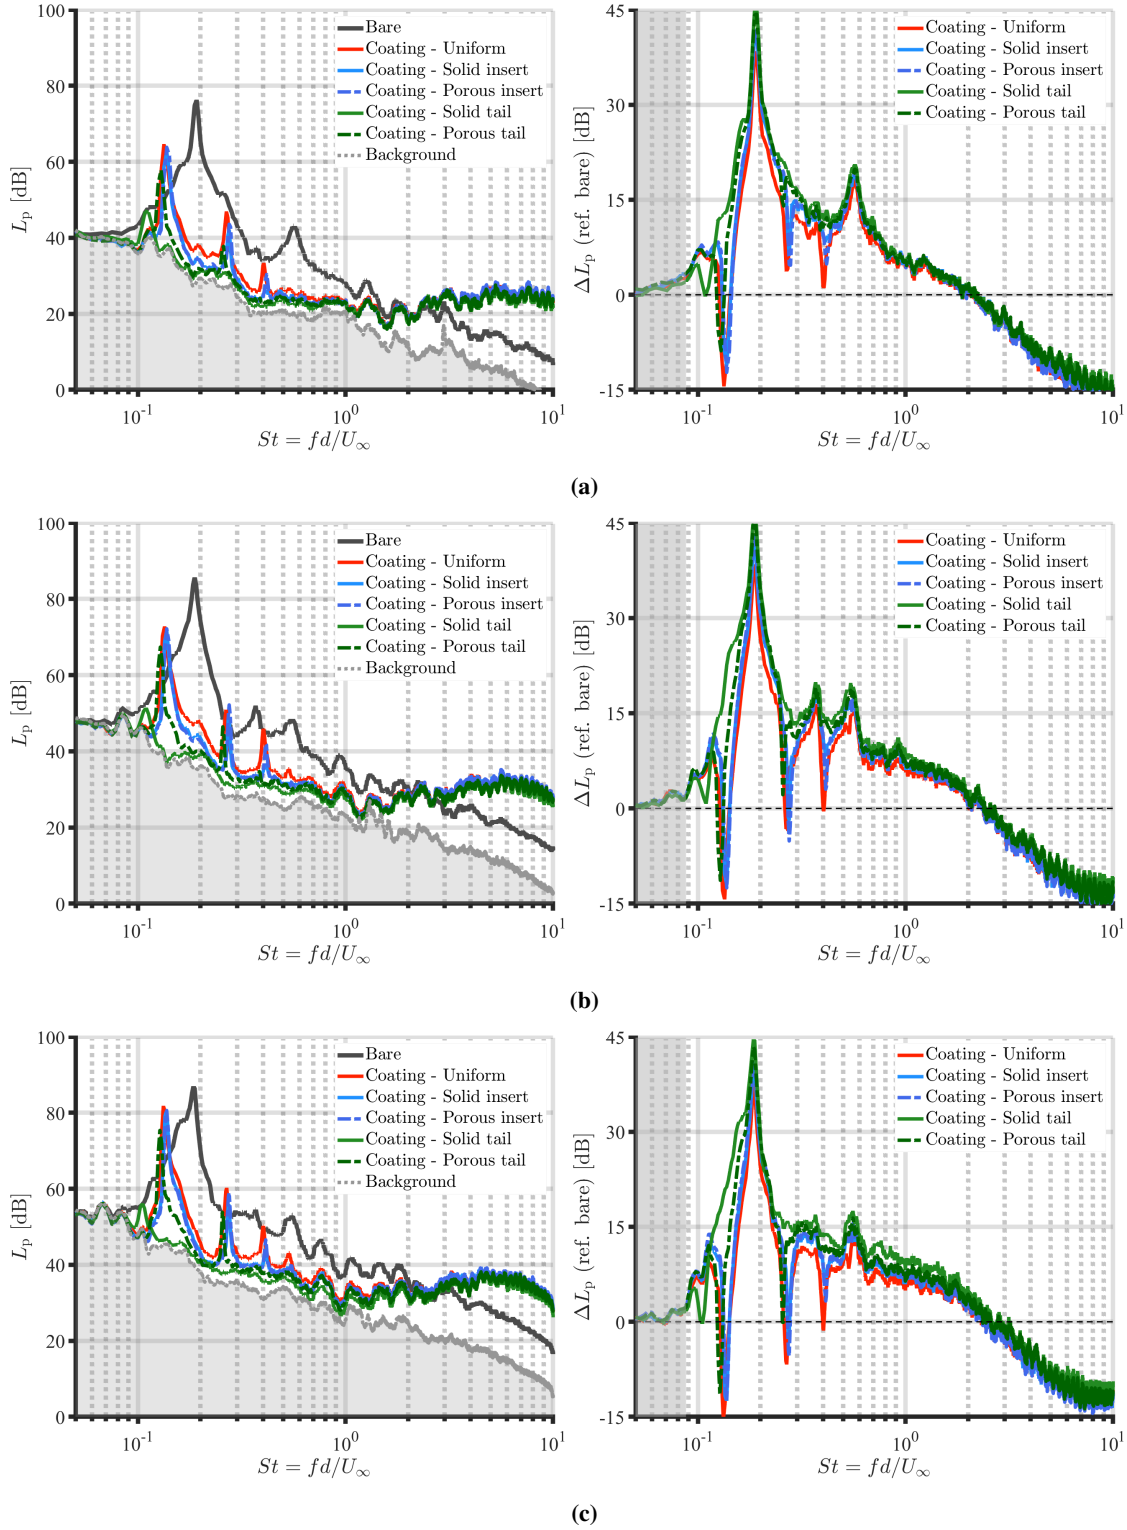 100
80
60
40
20
0
L_p [dB]
Bare
Coating - Uniform
Coating - Solid insert
Coating - Porous insert
Coating - Solid tail
Coating - Porous tail
Background
10^-1
10^0
10^1
St = fd/U_∞
45
30
15
0
-15
ΔL_p (ref. bare) [dB]
Coating - Uniform
Coating - Solid insert
Coating - Porous insert
Coating - Solid tail
Coating - Porous tail
10^-1
10^0
10^1
St = fd/U_∞
(a)
100
80
60
40
20
0
L_p [dB]
Bare
Coating - Uniform
Coating - Solid insert
Coating - Porous insert
Coating - Solid tail
Coating - Porous tail
Background
10^-1
10^0
10^1
St = fd/U_∞
45
30
15
0
-15
ΔL_p (ref. bare) [dB]
Coating - Uniform
Coating - Solid insert
Coating - Porous insert
Coating - Solid tail
Coating - Porous tail
10^-1
10^0
10^1
St = fd/U_∞
(b)
100
80
60
40
20
0
L_p [dB]
Bare
Coating - Uniform
Coating - Solid insert
Coating - Porous insert
Coating - Solid tail
Coating - Porous tail
Background
10^-1
10^0
10^1
St = fd/U_∞
45
30
15
0
-15
ΔL_p (ref. bare) [dB]
Coating - Uniform
Coating - Solid insert
Coating - Porous insert
Coating - Solid tail
Coating - Porous tail
10^-1
10^0
10^1
St = fd/U_∞
(c)